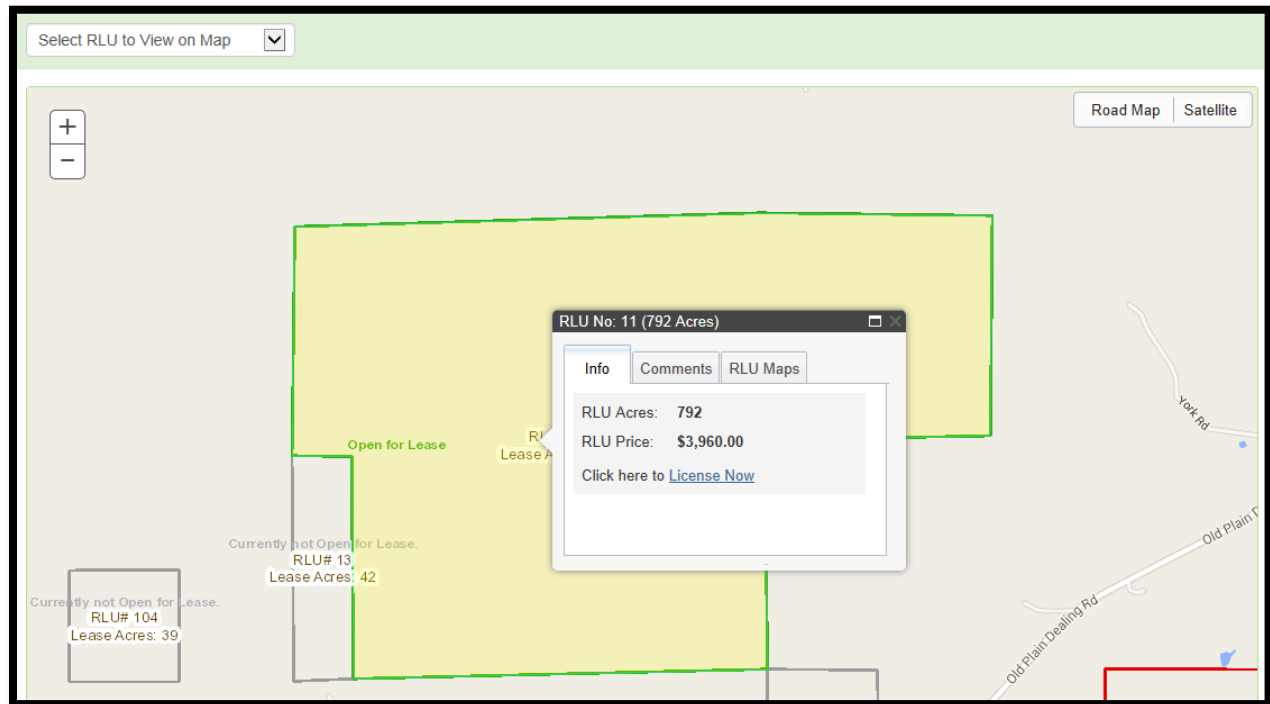 Select RLU to View on Map
+
−
Road Map
Satellite
RLU No: 11 (792 Acres)
Info
Comments
RLU Maps
RLU Acres: 792
RLU Price: $3,960.00
Click here to License Now
Open for Lease
Lease
York Rd
Old Plain
Currently not Open for Lease.
RLU# 13
Lease Acres: 42
Currently not Open for Lease.
RLU# 104
Lease Acres: 39
Old Plain Dealing Rd